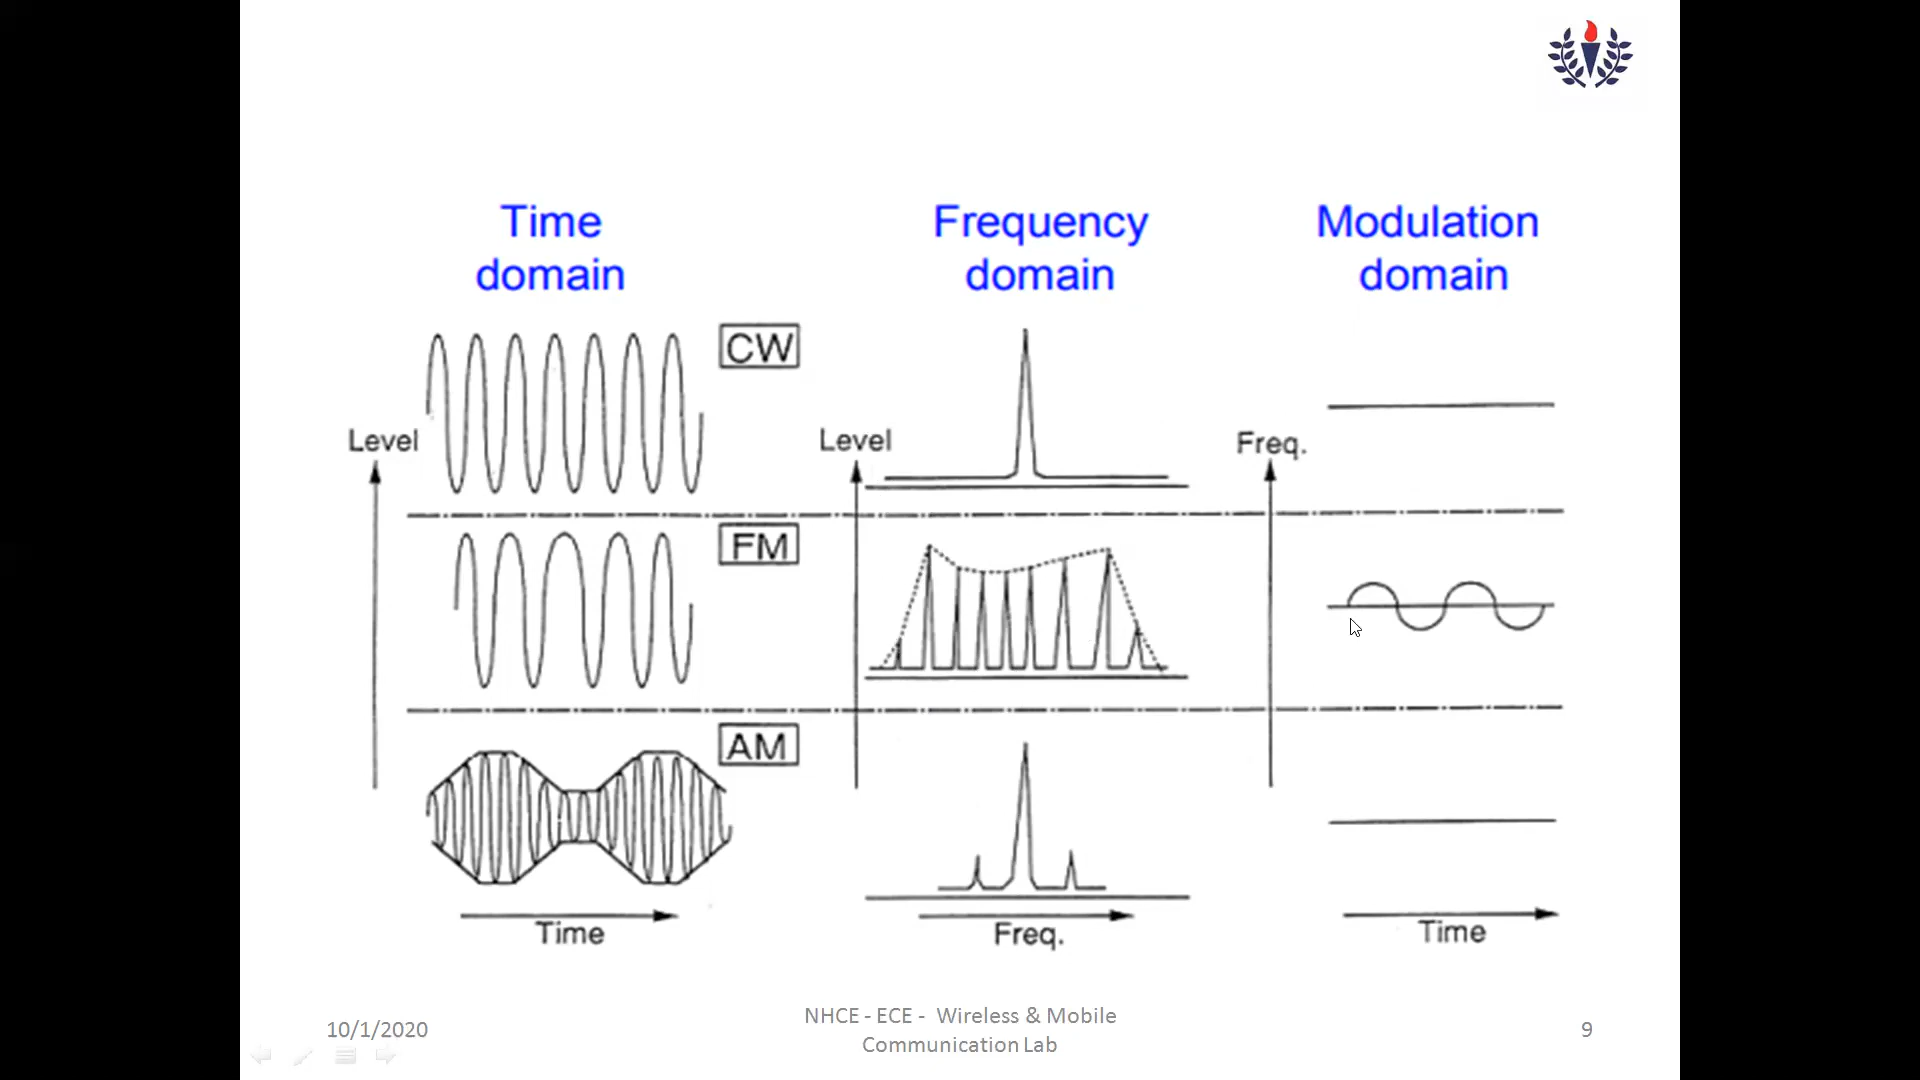 Time
domain
Frequency
domain
Modulation
domain
CW
Level
Level
Freq.
FM
AM
Time
Freq.
Time
10/1/2020
NHCE - ECE - Wireless & Mobile
Communication Lab
9